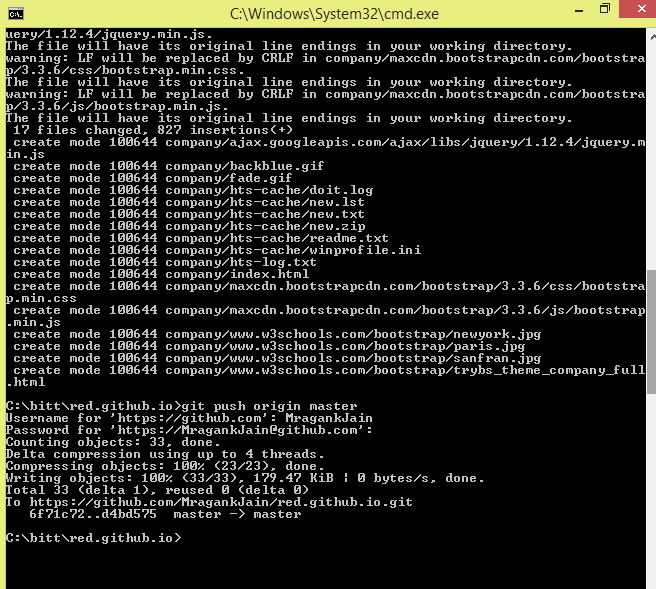 C:\Windows\System32\cmd.exe
uery/1.12.4/jquery.min.js.
The file will have its original line endings in your working directory.
warning: LF will be replaced by CRLF in company/maxcdn.bootstrapcdn.com/bootstra
p/3.3.6/css/bootstrap.min.css.
The file will have its original line endings in your working directory.
warning: LF will be replaced by CRLF in company/maxcdn.bootstrapcdn.com/bootstra
p/3.3.6/js/bootstrap.min.js.
The file will have its original line endings in your working directory.
 17 files changed, 827 insertions(+)
 create mode 100644 company/ajax.googleapis.com/ajax/libs/jquery/1.12.4/jquery.m
in.js
 create mode 100644 company/backblue.gif
 create mode 100644 company/fade.gif
 create mode 100644 company/hts-cache/doit.log
 create mode 100644 company/hts-cache/new.lst
 create mode 100644 company/hts-cache/new.txt
 create mode 100644 company/hts-cache/new.zip
 create mode 100644 company/hts-cache/readme.txt
 create mode 100644 company/hts-cache/winprofile.ini
 create mode 100644 company/hts-log.txt
 create mode 100644 company/index.html
 create mode 100644 company/maxcdn.bootstrapcdn.com/bootstrap/3.3.6/css/bootstra
p.min.css
 create mode 100644 company/maxcdn.bootstrapcdn.com/bootstrap/3.3.6/js/bootstrap
.min.js
 create mode 100644 company/www.w3schools.com/bootstrap/newyork.jpg
 create mode 100644 company/www.w3schools.com/bootstrap/paris.jpg
 create mode 100644 company/www.w3schools.com/bootstrap/sanfran.jpg
 create mode 100644 company/www.w3schools.com/bootstrap/trybs_theme_company_full
.html
C:\bitt\red.github.io>git push origin master
Username for 'https://github.com': MragankJain
Password for 'https://MragankJain@github.com':
Counting objects: 33, done.
Delta compression using up to 4 threads.
Compressing objects: 100% (23/23), done.
Writing objects: 100% (33/33), 179.47 KiB ¦ 0 bytes/s, done.
Total 33 (delta 1), reused 0 (delta 0)
To https://github.com/MragankJain/red.github.io.git
   6f71c72..d4bd575  master -> master
C:\bitt\red.github.io>